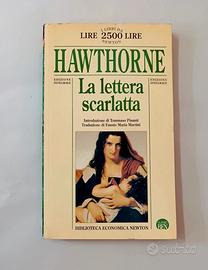 I LIBRI DA
LIRE 2500 LIRE
NEWTON
HAWTHORNE
EDIZIONE
INTEGRALE
EDIZIONE
INTEGRALE
La lettera
scarlatta
Introduzione di Tommaso Pisanti
Traduzione di Fausto Maria Martini
BEN
BIBLIOTECA ECONOMICA NEWTON
SUBITO